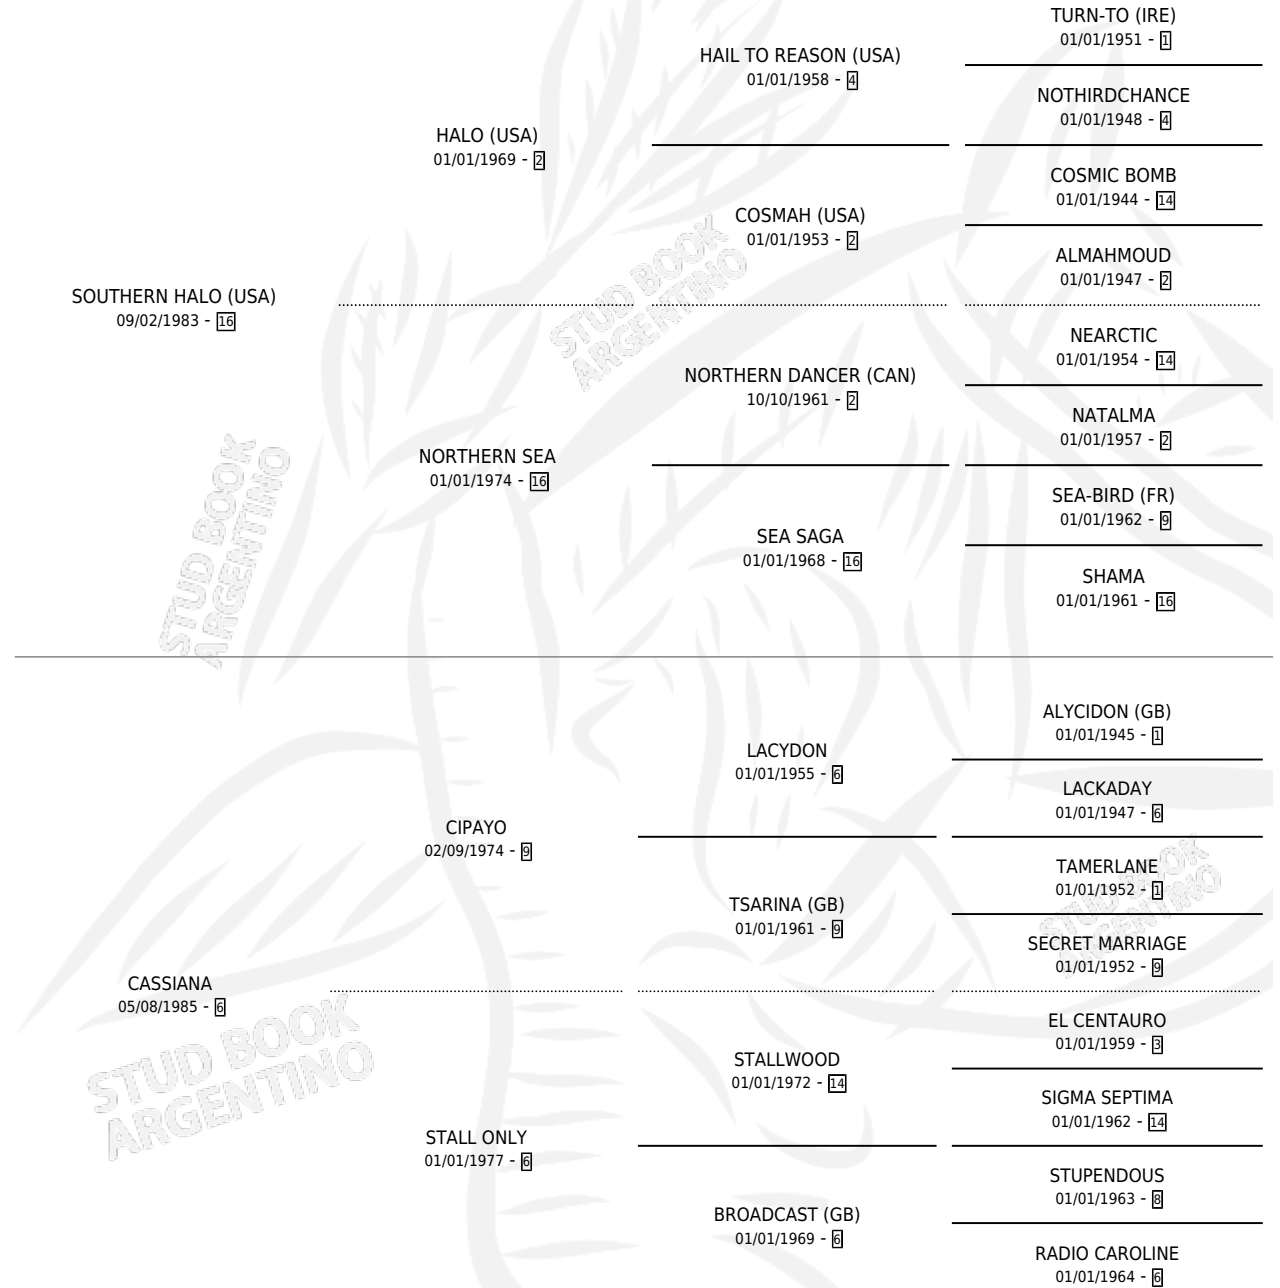 TURN-TO (IRE)
01/01/1951 - 1
HAIL TO REASON (USA)
01/01/1958 - 4
NOTHIRDCHANCE
01/01/1948 - 4
HALO (USA)
01/01/1969 - 2
COSMIC BOMB
01/01/1944 - 14
COSMAH (USA)
01/01/1953 - 2
ALMAHMOUD
01/01/1947 - 2
SOUTHERN HALO (USA)
09/02/1983 - 16
NEARCTIC
01/01/1954 - 14
NORTHERN DANCER (CAN)
10/10/1961 - 2
NATALMA
01/01/1957 - 2
NORTHERN SEA
01/01/1974 - 16
SEA-BIRD (FR)
01/01/1962 - 9
SEA SAGA
01/01/1968 - 16
SHAMA
01/01/1961 - 16
ALYCIDON (GB)
01/01/1945 - 1
LACYDON
01/01/1955 - 6
LACKADAY
01/01/1947 - 6
CIPAYO
02/09/1974 - 9
TAMERLANE
01/01/1952 - 1
TSARINA (GB)
01/01/1961 - 9
SECRET MARRIAGE
01/01/1952 - 9
CASSIANA
05/08/1985 - 6
EL CENTAURO
01/01/1959 - 3
STALLWOOD
01/01/1972 - 14
SIGMA SEPTIMA
01/01/1962 - 14
STALL ONLY
01/01/1977 - 6
STUPENDOUS
01/01/1963 - 8
BROADCAST (GB)
01/01/1969 - 6
RADIO CAROLINE
01/01/1964 - 6
STUD BOOK
ARGENTINO
STUD BOOK
ARGENTINO
STUD BOOK
ARGENTINO
STUD BOOK
ARGENTINO